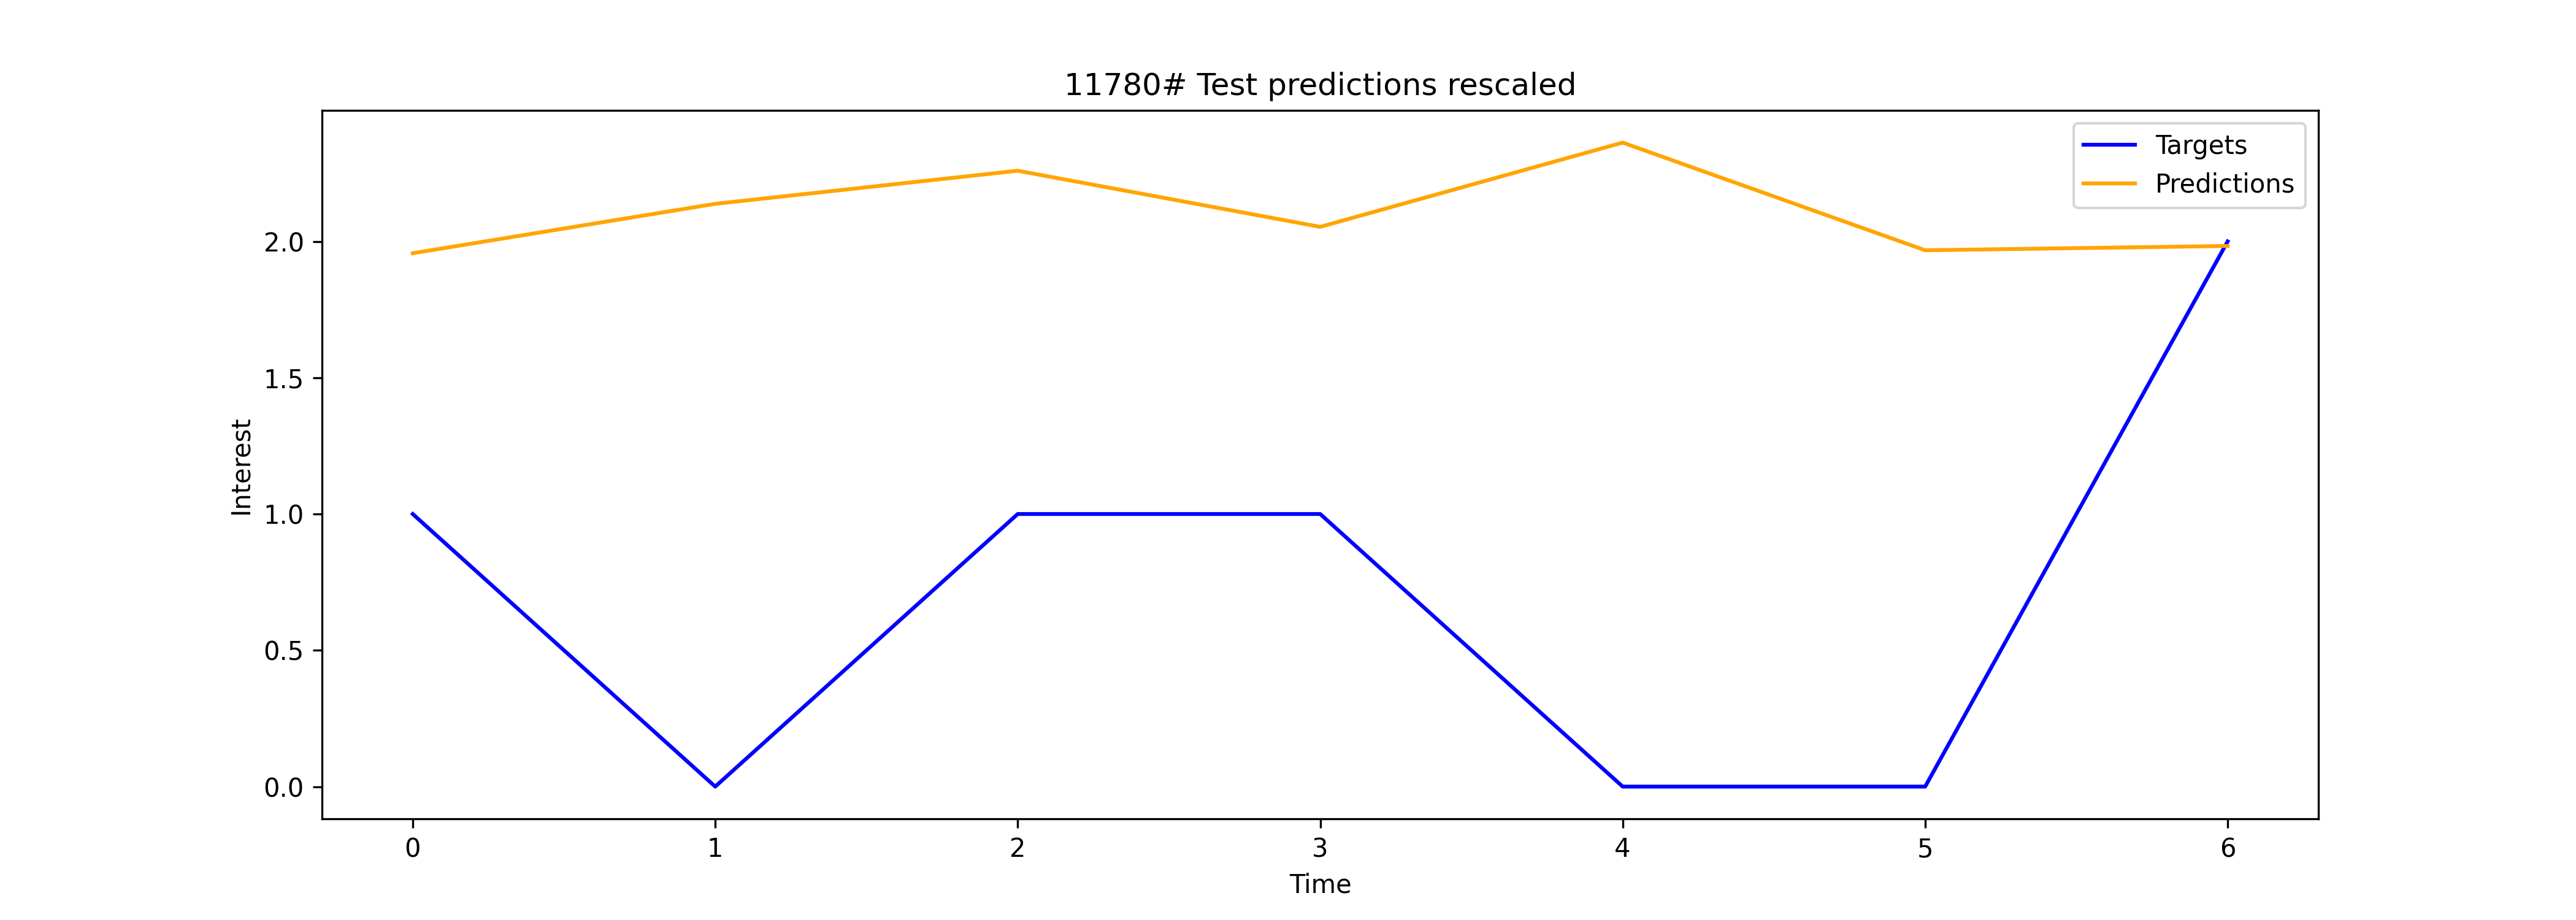 11780# Test predictions rescaled
Targets
Predictions
Interest
2.0
1.5
1.0
0.5
0.0
0 1 2 3 4 5 6
Time